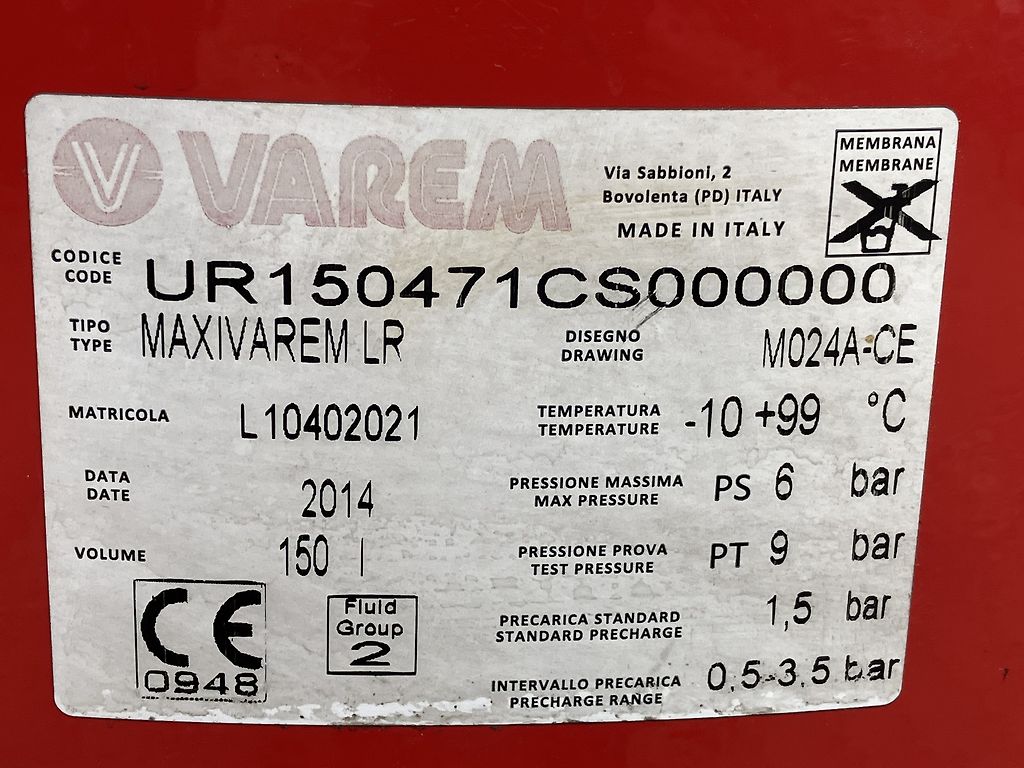 V VAREM
Via Sabbioni, 2
Bovolenta (PD) ITALY
MADE IN ITALY
MEMBRANA
MEMBRANE
CODICE
CODE
UR150471CS000000
TIPO
TYPE
MAXIVAREM LR
DISEGNO
DRAWING
M024A-CE
MATRICOLA
L10402021
TEMPERATURA
TEMPERATURE
-10 +99 °C
DATA
DATE
2014
PRESSIONE MASSIMA
MAX PRESSURE
PS 6 bar
VOLUME
150 l
PRESSIONE PROVA
TEST PRESSURE
PT 9 bar
CE
0948
Fluid
Group
2
PRECARICA STANDARD
STANDARD PRECHARGE
1,5 bar
INTERVALLO PRECARICA
PRECHARGE RANGE
0,5-3,5 bar